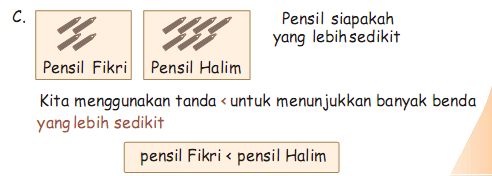 C.
Pensil siapakah
yang lebih sedikit
Pensil Fikri
Pensil Halim
Kita menggunakan tanda < untuk menunjukkan banyak benda
yang lebih sedikit
pensil Fikri < pensil Halim